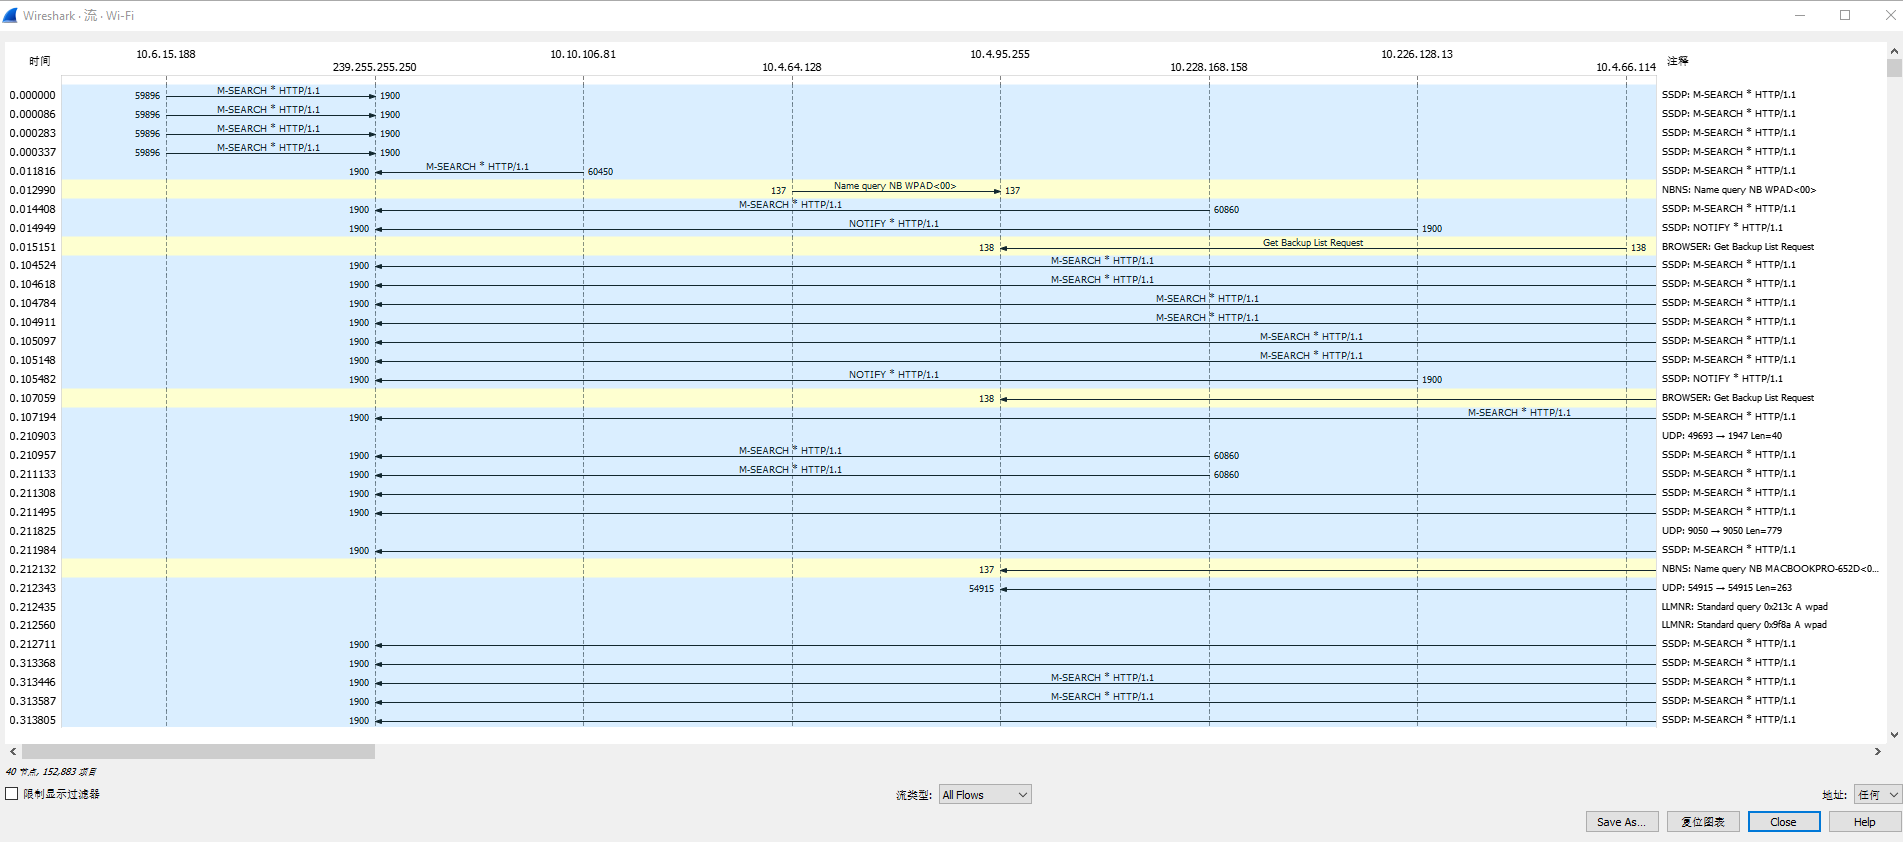 Wireshark · 流 · Wi-Fi
时间 10.6.15.188 239.255.255.250 10.10.106.81 10.4.64.128 10.4.95.255 10.228.168.158 10.226.128.13 10.4.66.114 注释
0.000000 59896 M-SEARCH * HTTP/1.1 1900 SSDP: M-SEARCH * HTTP/1.1
0.000086 59896 M-SEARCH * HTTP/1.1 1900 SSDP: M-SEARCH * HTTP/1.1
0.000283 59896 M-SEARCH * HTTP/1.1 1900 SSDP: M-SEARCH * HTTP/1.1
0.000337 59896 M-SEARCH * HTTP/1.1 1900 SSDP: M-SEARCH * HTTP/1.1
0.011816 1900 M-SEARCH * HTTP/1.1 60450 SSDP: M-SEARCH * HTTP/1.1
0.012990 137 Name query NB WPAD<00> 137 NBNS: Name query NB WPAD<00>
0.014408 1900 M-SEARCH * HTTP/1.1 60860 SSDP: M-SEARCH * HTTP/1.1
0.014949 1900 NOTIFY * HTTP/1.1 1900 SSDP: NOTIFY * HTTP/1.1
0.015151 138 Get Backup List Request 138 BROWSER: Get Backup List Request
0.104524 1900 M-SEARCH * HTTP/1.1 SSDP: M-SEARCH * HTTP/1.1
0.104618 1900 M-SEARCH * HTTP/1.1 SSDP: M-SEARCH * HTTP/1.1
0.104784 1900 M-SEARCH * HTTP/1.1 SSDP: M-SEARCH * HTTP/1.1
0.104911 1900 M-SEARCH * HTTP/1.1 SSDP: M-SEARCH * HTTP/1.1
0.105097 1900 M-SEARCH * HTTP/1.1 SSDP: M-SEARCH * HTTP/1.1
0.105148 1900 M-SEARCH * HTTP/1.1 SSDP: M-SEARCH * HTTP/1.1
0.105482 1900 NOTIFY * HTTP/1.1 1900 SSDP: NOTIFY * HTTP/1.1
0.107059 138 BROWSER: Get Backup List Request
0.107194 1900 M-SEARCH * HTTP/1.1 SSDP: M-SEARCH * HTTP/1.1
0.210903 UDP: 49693 → 1947 Len=40
0.210957 1900 M-SEARCH * HTTP/1.1 60860 SSDP: M-SEARCH * HTTP/1.1
0.211133 1900 M-SEARCH * HTTP/1.1 60860 SSDP: M-SEARCH * HTTP/1.1
0.211308 1900 SSDP: M-SEARCH * HTTP/1.1
0.211495 1900 SSDP: M-SEARCH * HTTP/1.1
0.211825 UDP: 9050 → 9050 Len=779
0.211984 1900 SSDP: M-SEARCH * HTTP/1.1
0.212132 137 NBNS: Name query NB MACBOOKPRO-652D<0...
0.212343 54915 UDP: 54915 → 54915 Len=263
0.212435 LLMNR: Standard query 0x213c A wpad
0.212560 LLMNR: Standard query 0x9f8a A wpad
0.212711 1900 SSDP: M-SEARCH * HTTP/1.1
0.313368 1900 SSDP: M-SEARCH * HTTP/1.1
0.313446 1900 M-SEARCH * HTTP/1.1 SSDP: M-SEARCH * HTTP/1.1
0.313587 1900 M-SEARCH * HTTP/1.1 SSDP: M-SEARCH * HTTP/1.1
0.313805 1900 SSDP: M-SEARCH * HTTP/1.1
40 节点, 152,883 项目
限制显示过滤器 流类型: All Flows 地址: 任何
Save As... 复位图表 Close Help